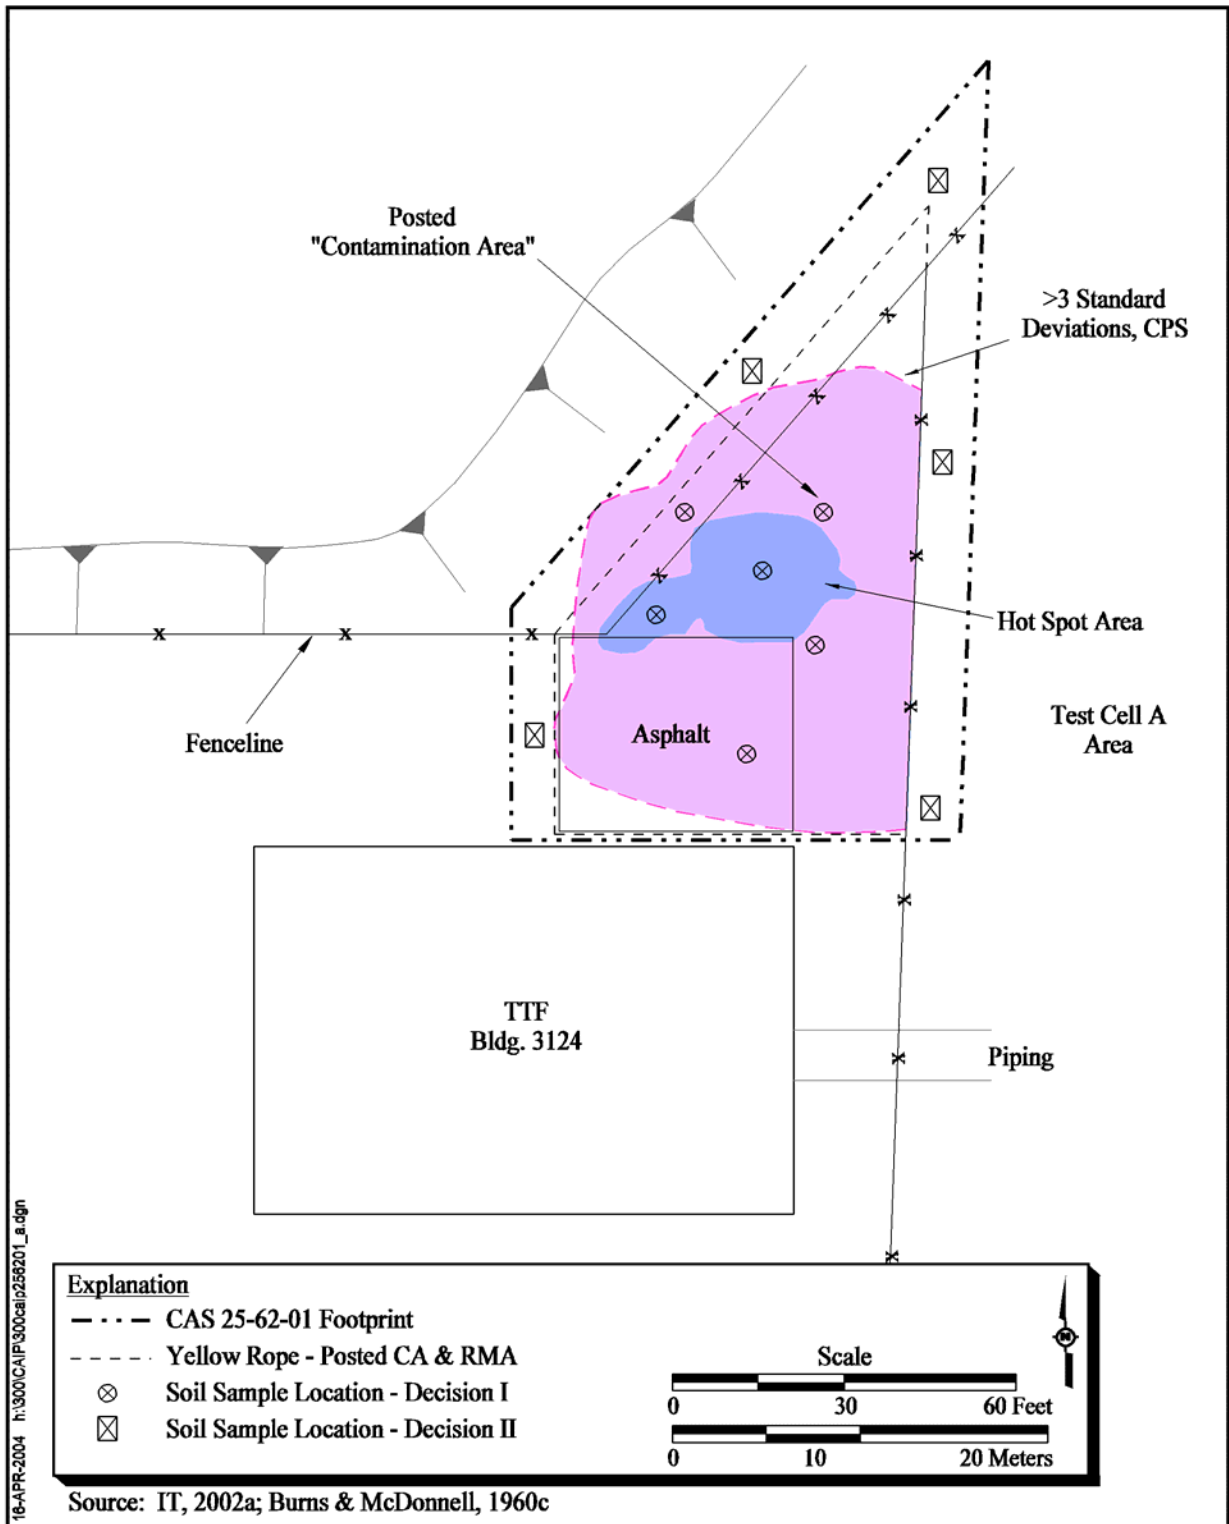 Posted
"Contamination Area"
>3 Standard
Deviations, CPS
Hot Spot Area
Fenceline
Asphalt
Test Cell A
Area
TTF
Bldg. 3124
Piping
Explanation
CAS 25-62-01 Footprint
Yellow Rope - Posted CA & RMA
Soil Sample Location - Decision I
Soil Sample Location - Decision II
N
Scale
0 30 60 Feet
0 10 20 Meters
Source: IT, 2002a; Burns & McDonnell, 1960c
16-APR-2004 h:\300\CAIP\300caip256201_a.dgn